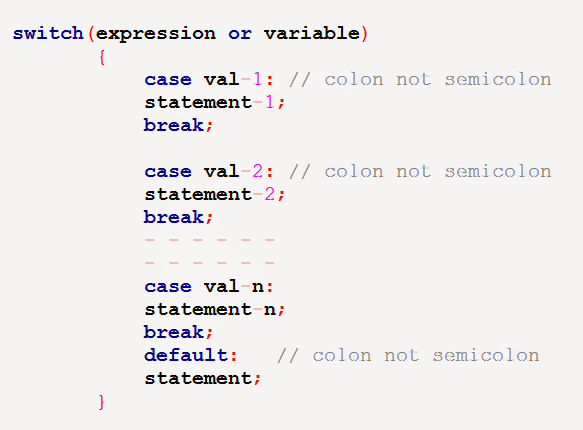 switch(expression or variable)
{
case val-1: // colon not semicolon
statement-1;
break;
case val-2: // colon not semicolon
statement-2;
break;
- - - - - -
- - - - - -
case val-n:
statement-n;
break;
default: // colon not semicolon
statement;
}